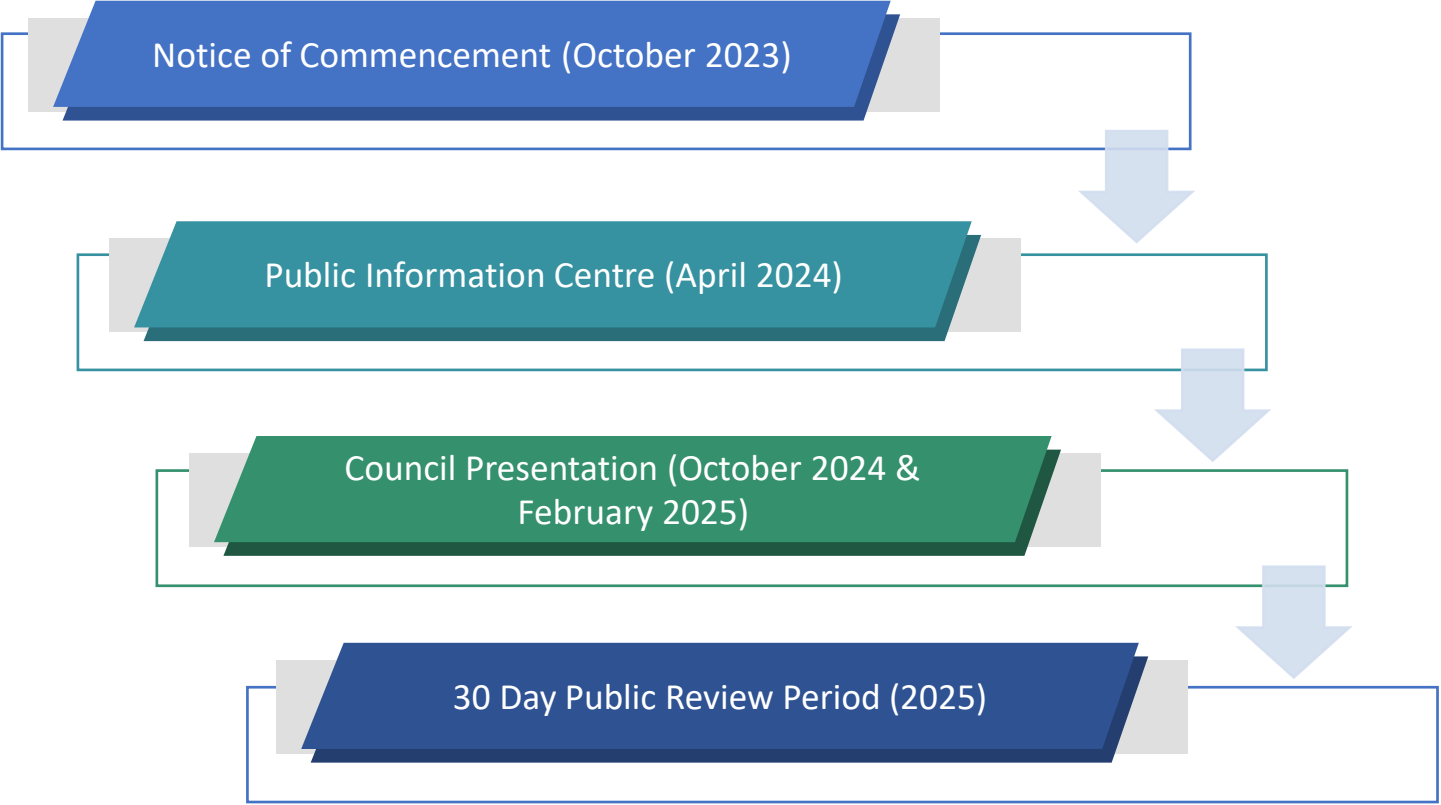 Notice of Commencement (October 2023)
Public Information Centre (April 2024)
Council Presentation (October 2024 &
February 2025)
30 Day Public Review Period (2025)